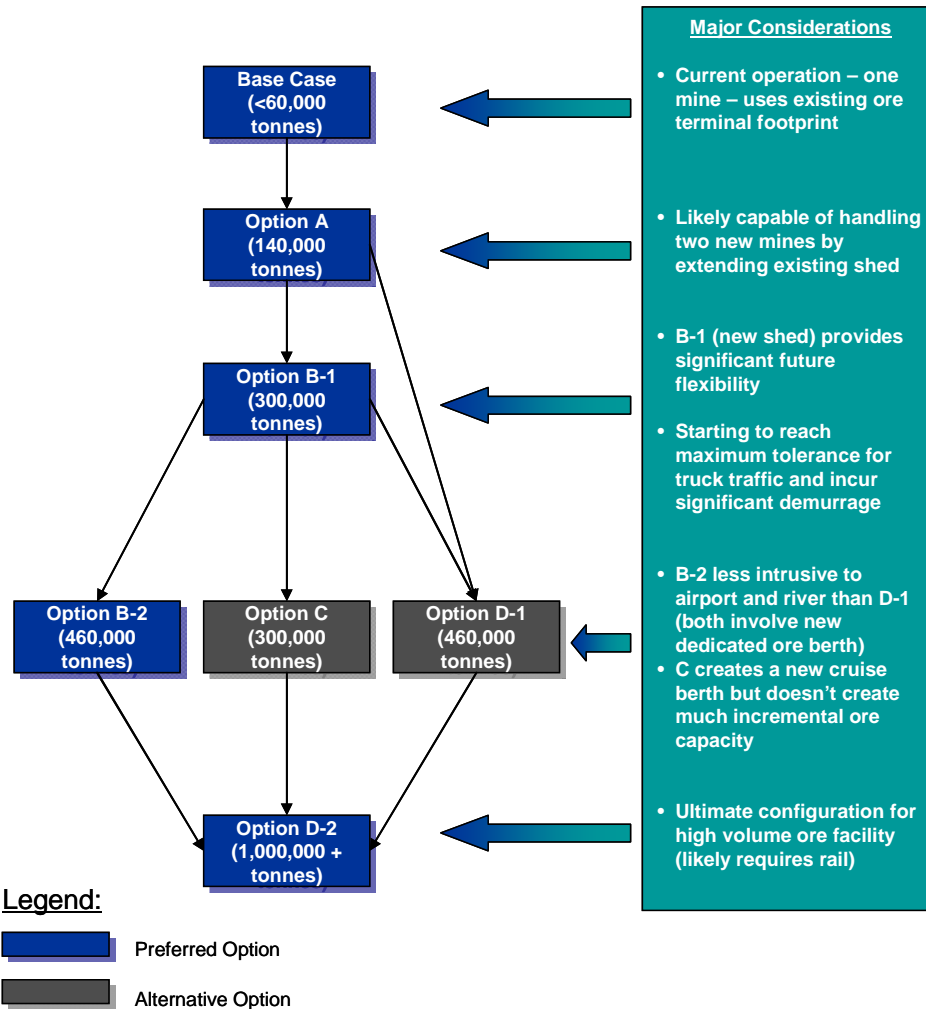 Base Case
(<60,000
tonnes)
Option A
(140,000
tonnes)
Option B-1
(300,000
tonnes)
Option B-2
(460,000
tonnes)
Option C
(300,000
tonnes)
Option D-1
(460,000
tonnes)
Option D-2
(1,000,000 +
tonnes)
Major Considerations
• Current operation – one
mine – uses existing ore
terminal footprint
• Likely capable of handling
two new mines by
extending existing shed
• B-1 (new shed) provides
significant future
flexibility
• Starting to reach
maximum tolerance for
truck traffic and incur
significant demurrage
• B-2 less intrusive to
airport and river than D-1
(both involve new
dedicated ore berth)
• C creates a new cruise
berth but doesn’t create
much incremental ore
capacity
• Ultimate configuration for
high volume ore facility
(likely requires rail)
Legend:
Preferred Option
Alternative Option